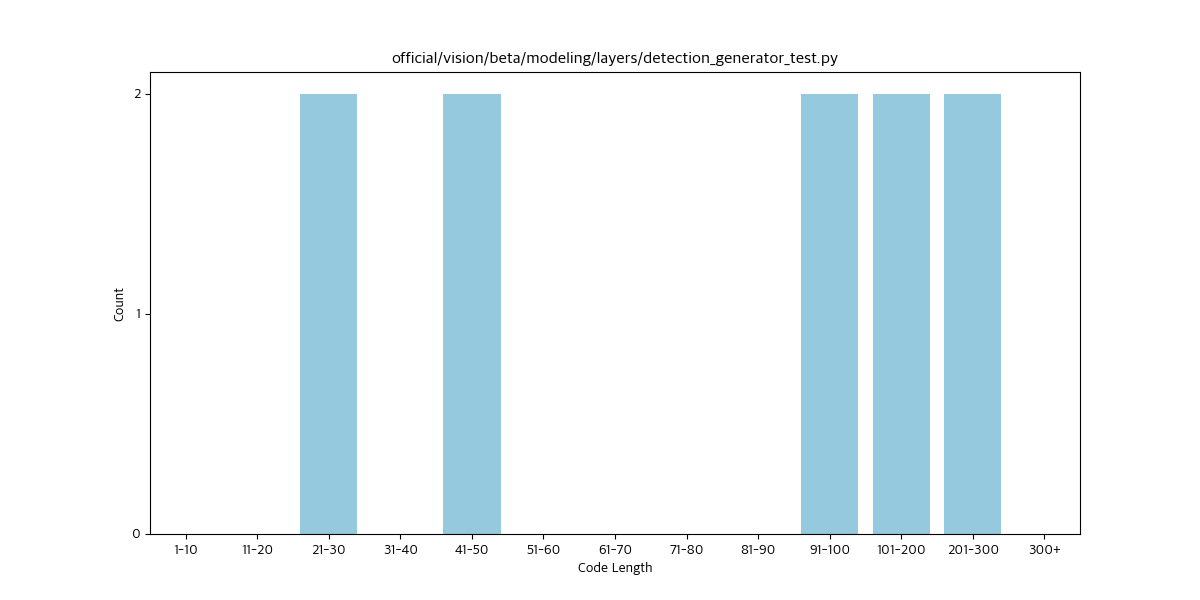 official/vision/beta/modeling/layers/detection_generator_test.py
2
1
0
Count
1-10 11-20 21-30 31-40 41-50 51-60 61-70 71-80 81-90 91-100 101-200 201-300 300+
Code Length